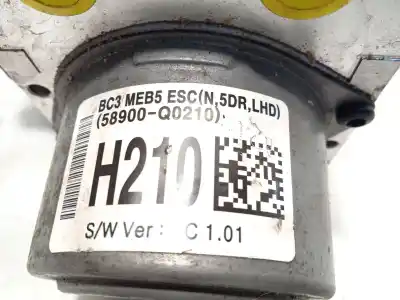 BC3 MEB5 ESC(N,5DR,LHD)
(58900-Q0210)
H210
S/W Ver : C 1.01